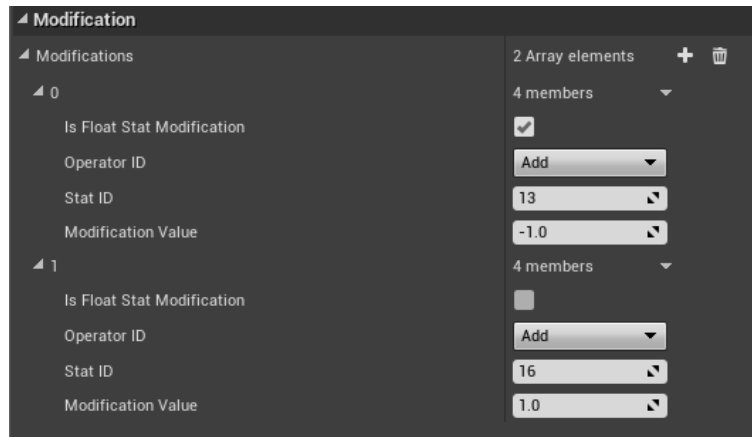 Modification
Modifications 2 Array elements
0 4 members
Is Float Stat Modification
Operator ID Add
Stat ID 13
Modification Value -1.0
1 4 members
Is Float Stat Modification
Operator ID Add
Stat ID 16
Modification Value 1.0